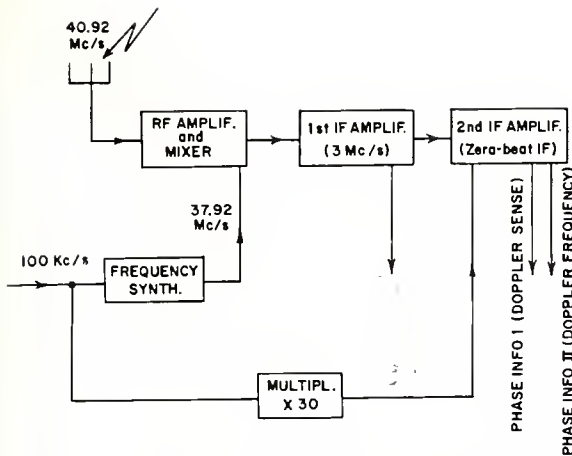 40.92
Mc/s
RF AMPLIF.
and
MIXER
1st IF AMPLIF.
(3 Mc/s)
2nd IF AMPLIF.
(Zera-beat IF)
37.92
Mc/s
100 Kc/s
FREQUENCY
SYNTH.
MULTIPL.
X 30
PHASE INFO I (DOPPLER SENSE)
PHASE INFO II (DOPPLER FREQUENCY)